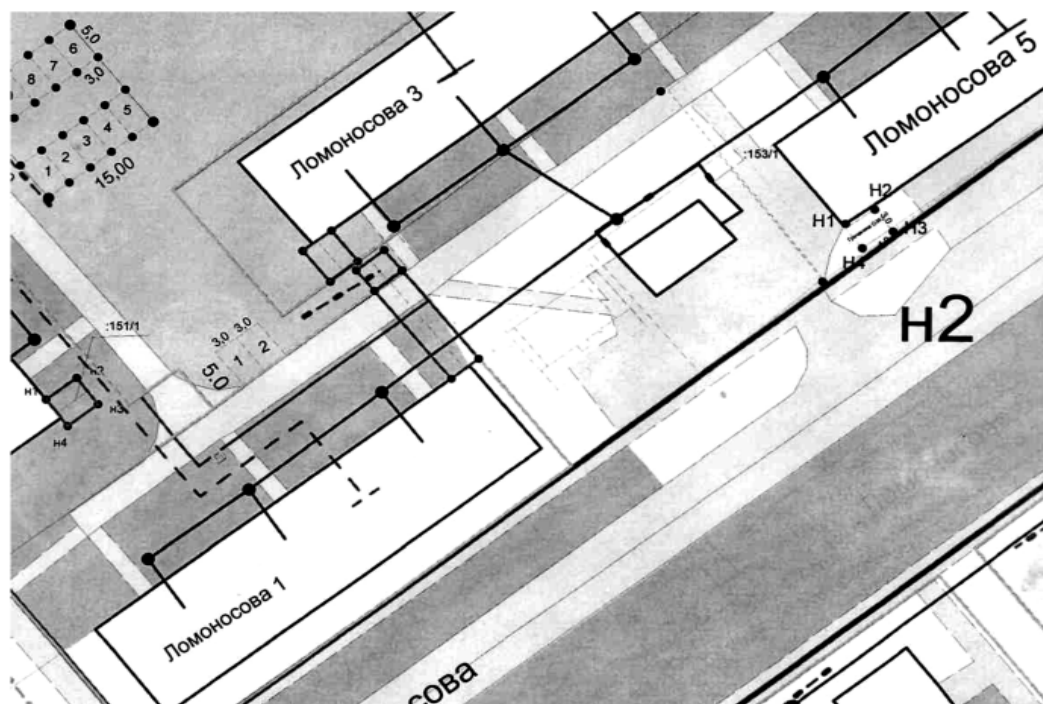 5,0
6
7
8
3,0
5
4
3
2
1
15,00
Ломоносова 3
Ломоносова 5
:153/1
Н2
Н1
Н3
Н4
н2
:151/1
н2
н1
н3
н4
3,0 3,0
1 2
5.0
Ломоносова 1
сова